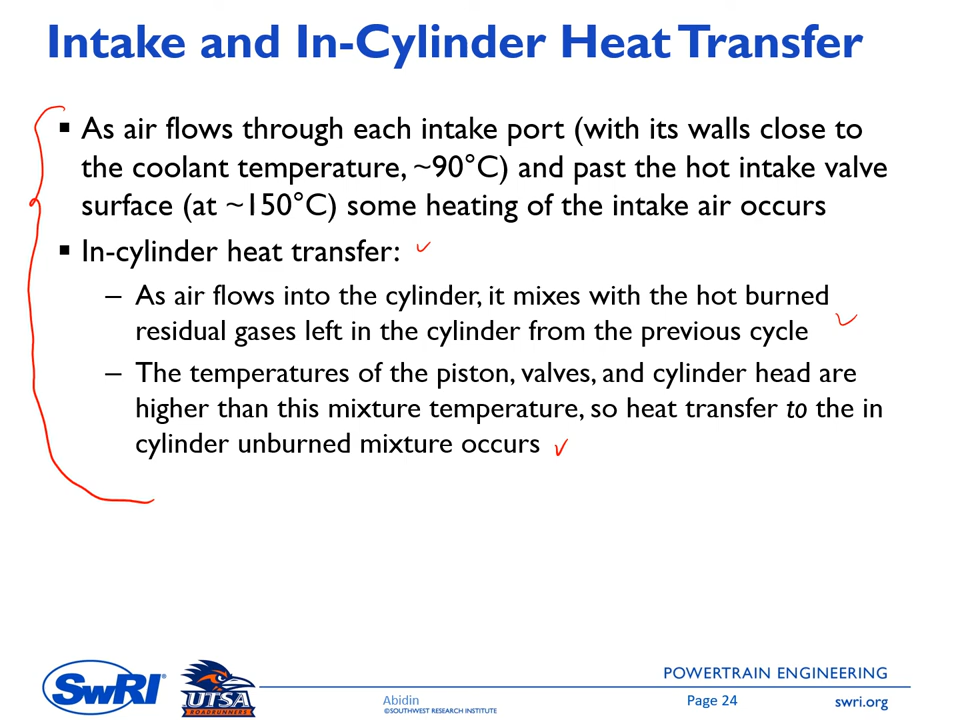 Intake and In-Cylinder Heat Transfer
▪ As air flows through each intake port (with its walls close to
the coolant temperature, ~90°C) and past the hot intake valve
surface (at ~150°C) some heating of the intake air occurs
▪ In-cylinder heat transfer:
– As air flows into the cylinder, it mixes with the hot burned
residual gases left in the cylinder from the previous cycle
– The temperatures of the piston, valves, and cylinder head are
higher than this mixture temperature, so heat transfer to the in
cylinder unburned mixture occurs
SwRI
UTSA
ROADRUNNERS
POWERTRAIN ENGINEERING
Abidin
©SOUTHWEST RESEARCH INSTITUTE
Page 24
swri.org